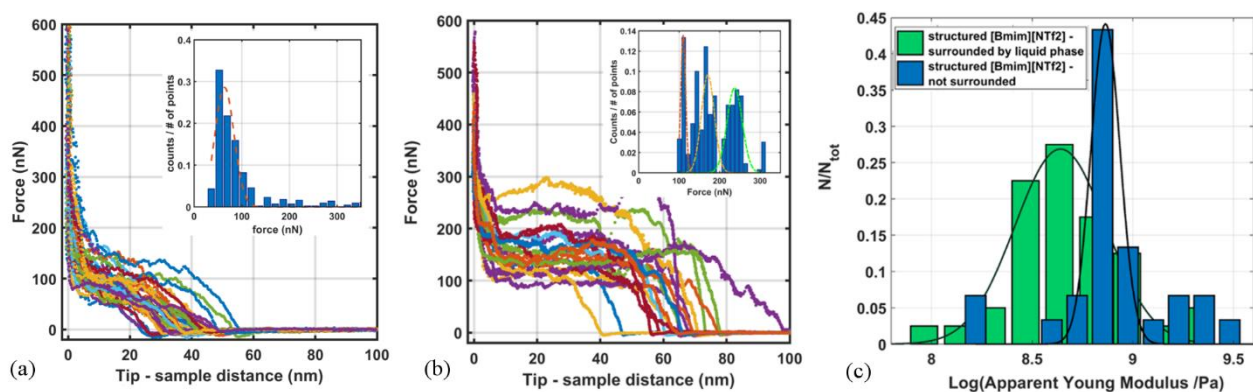 600
500
400
300
200
100
0
Force (nN)
0 20 40 60 80 100
Tip - sample distance (nm)
0.4
0.3
0.2
0.1
0
counts / # of points
0 100 200 300
force (nN)
(a)
600
500
400
300
200
100
0
Force (nN)
0 20 40 60 80 100
Tip - sample distance (nm)
0.14
0.12
0.1
0.08
0.06
0.04
0.02
0
Counts / # of points
0 100 200 300
Force (nN)
(b)
0.45
0.4
0.35
0.3
0.25
0.2
0.15
0.1
0.05
0
N/Ntot
structured [Bmim][NTf2] -
surrounded by liquid phase
structured [Bmim][NTf2] -
not surrounded
8 8.5 9 9.5
Log(Apparent Young Modulus /Pa)
(c)